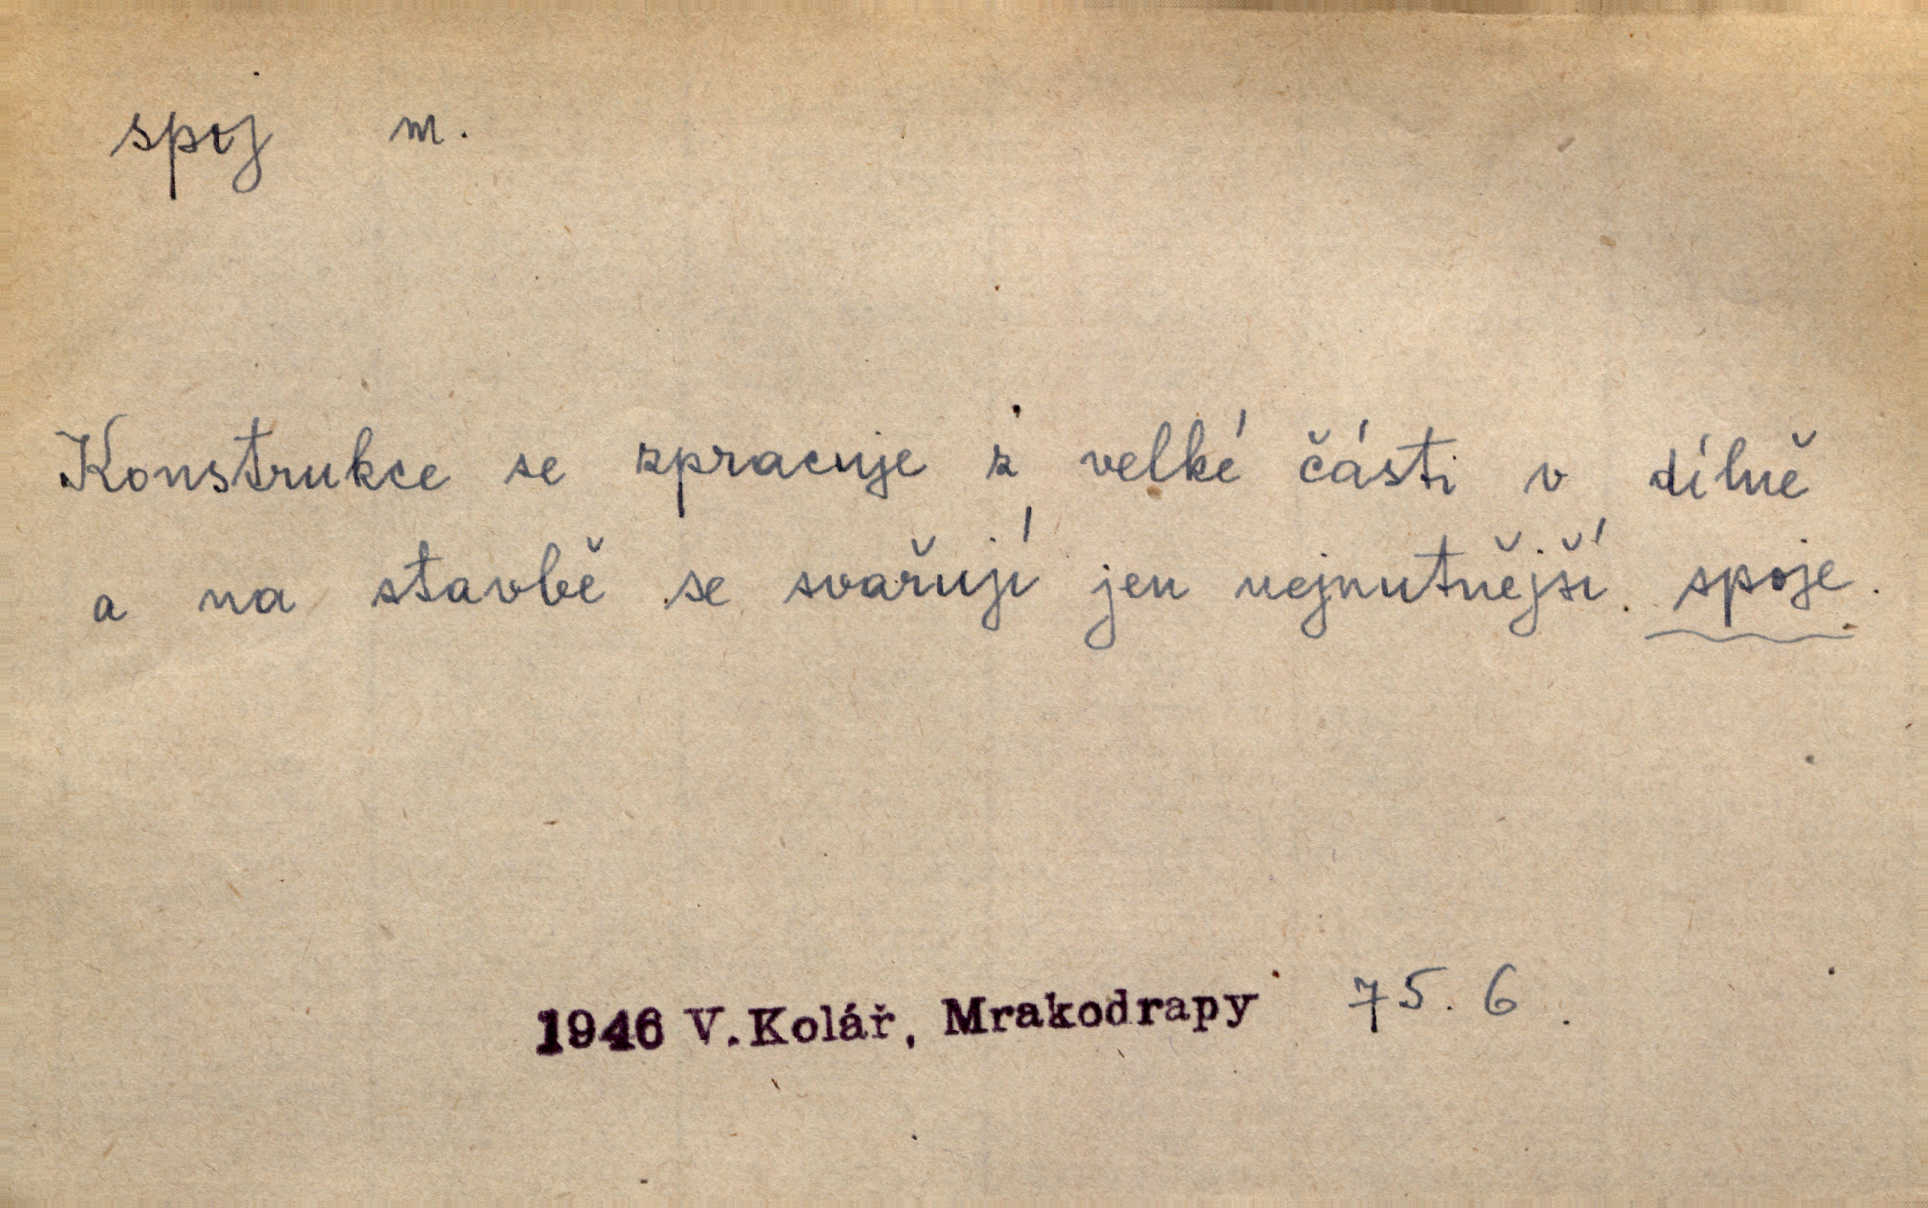 spoj m.
Konstrukce se zpracuje z velké části v dílně
a na stavbě se svařují jen nejnutnější spoje.
1946 V. Kolář, Mrakodrapy 75. 6.